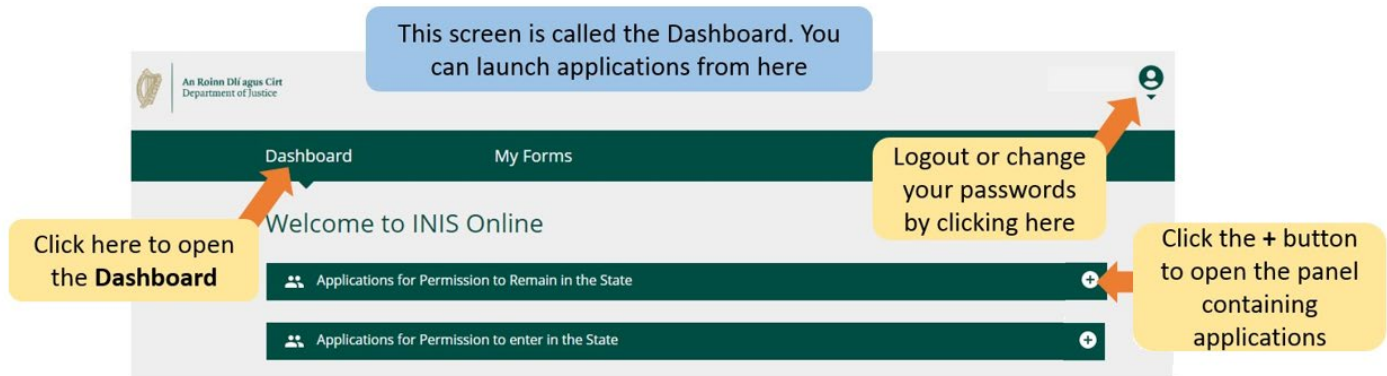 This screen is called the Dashboard. You
can launch applications from here
An Roinn Dlí agus Cirt
Department of Justice
Dashboard
My Forms
Logout or change
your passwords
by clicking here
Welcome to INIS Online
Click here to open
the Dashboard
Applications for Permission to Remain in the State
Click the + button
to open the panel
containing
applications
Applications for Permission to enter in the State